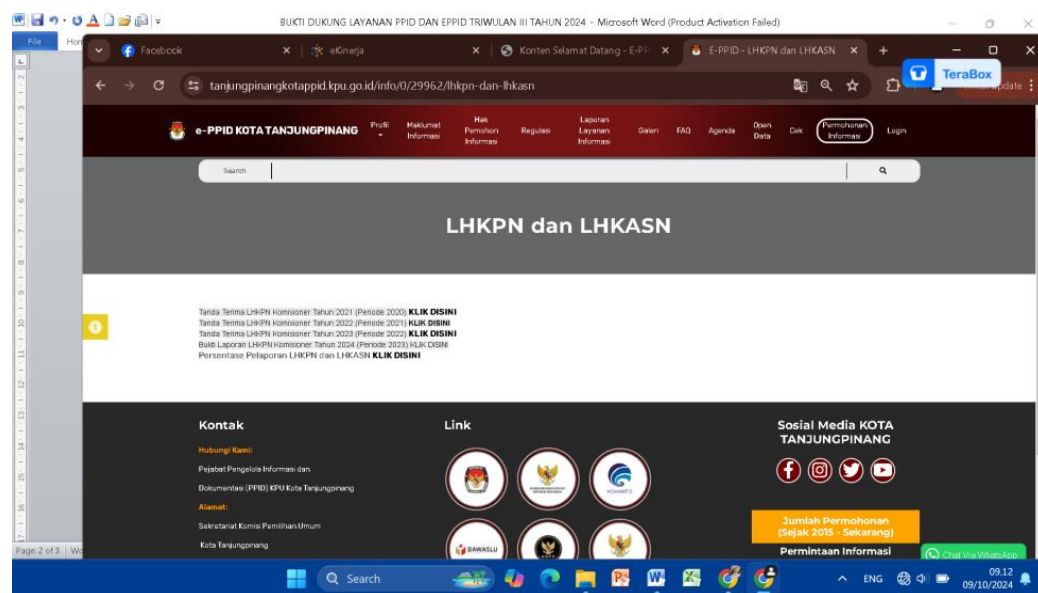 BUKTI DUKUNG LAYANAN PPID DAN EPPID TRIWULAN III TAHUN 2024 - Microsoft Word (Product Activation Failed)
File
Facebook
eKinerja
Konten Selamat Datang - E-PP
E-PPID - LHKPN dan LHKASN
TeraBox
tanjungpinangkotappid.kpu.go.id/info/0/29962/lhkpn-dan-lhkasn
e-PPID KOTA TANJUNGPINANG
Profil
Maklumat Informasi
Hak Pemohon Informasi
Regulasi
Laporan Layanan Informasi
Galeri
FAQ
Agenda
Open Data
Cek
Permohonan Informasi
Login
Search
LHKPN dan LHKASN
Tanda Terima LHKPN Komisioner Tahun 2021 (Periode 2020) KLIK DISINI
Tanda Terima LHKPN Komisioner Tahun 2022 (Periode 2021) KLIK DISINI
Tanda Terima LHKPN Komisioner Tahun 2023 (Periode 2022) KLIK DISINI
Bukti Laporan LHKPN Komisioner Tahun 2024 (Periode 2023) KLIK DISINI
Persentase Pelaporan LHKPN dan LHKASN KLIK DISINI
Kontak
Hubungi Kami:
Pejabat Pengelola Informasi dan
Dokumentasi (PPID) KPU Kota Tanjungpinang
Alamat:
Sekretariat Komisi Pemilihan Umum
Kota Tanjungpinang
Link
KOMINFO
BAWASLU
Sosial Media KOTA
TANJUNGPINANG
Jumlah Permohonan
(Sejak 2015 - Sekarang)
Permintaan Informasi
Chat Via WhatsApp
Page: 2 of 3
Search
ENG
09.12
09/10/2024